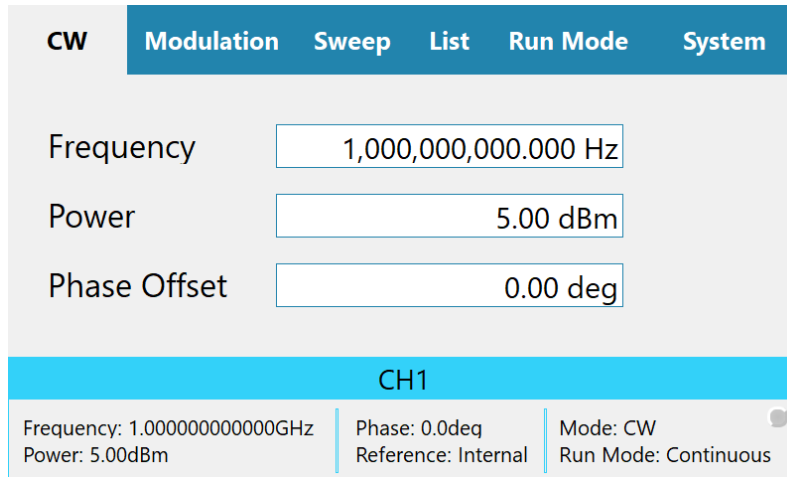 CW Modulation Sweep List Run Mode System
Frequency 1,000,000,000.000 Hz
Power 5.00 dBm
Phase Offset 0.00 deg
CH1
Frequency: 1.000000000000GHz Phase: 0.0deg Mode: CW
Power: 5.00dBm Reference: Internal Run Mode: Continuous